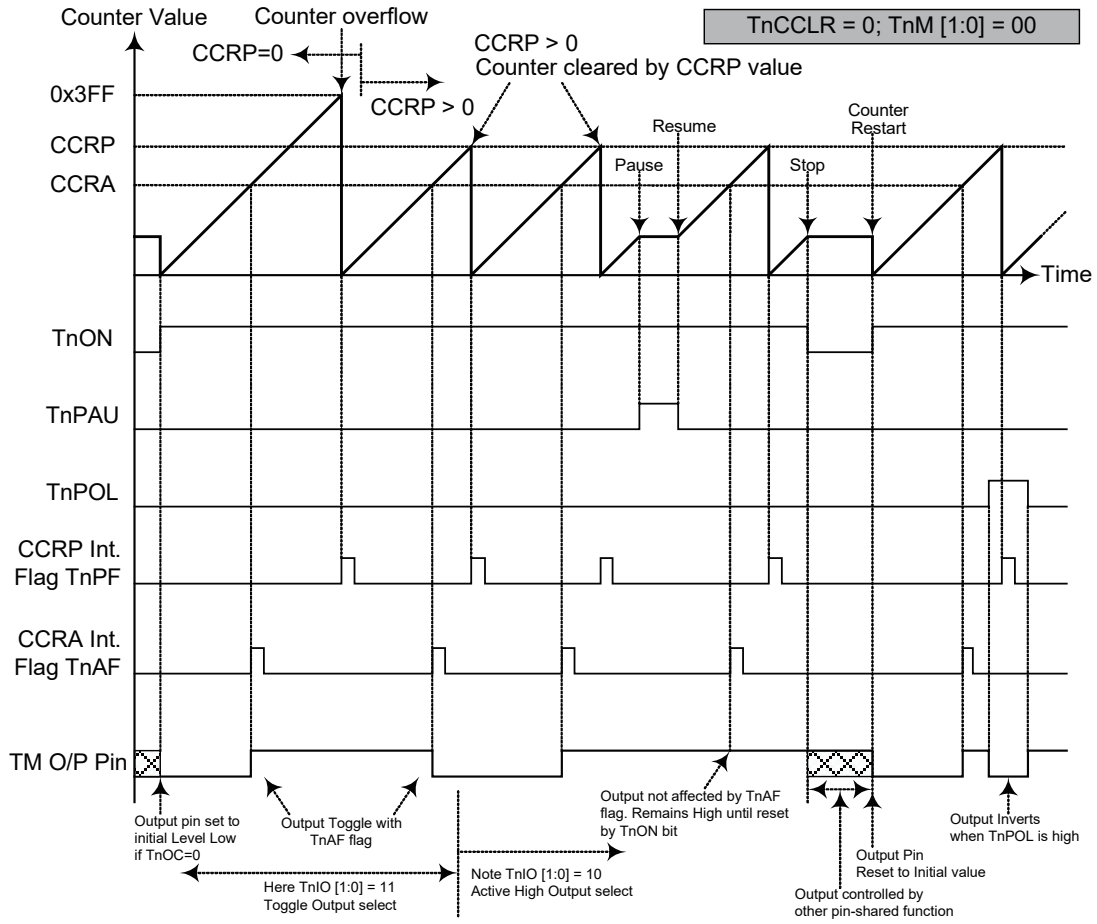 Counter Value
Counter overflow
TnCCLR = 0; TnM [1:0] = 00
CCRP=0
CCRP > 0
CCRP > 0
Counter cleared by CCRP value
0x3FF
CCRP
CCRA
Pause
Resume
Stop
Counter
Restart
Time
TnON
TnPAU
TnPOL
CCRP Int.
Flag TnPF
CCRA Int.
Flag TnAF
TM O/P Pin
Output pin set to
initial Level Low
if TnOC=0
Output Toggle with
TnAF flag
Output not affected by TnAF
flag. Remains High until reset
by TnON bit
Output Inverts
when TnPOL is high
Output Pin
Reset to Initial value
Here TnIO [1:0] = 11
Toggle Output select
Note TnIO [1:0] = 10
Active High Output select
Output controlled by
other pin-shared function